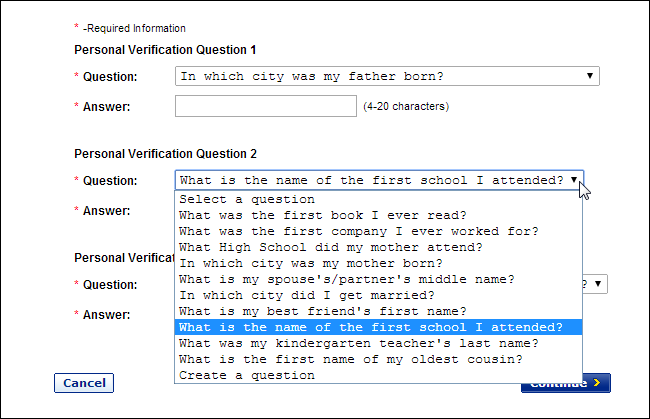 * -Required Information
Personal Verification Question 1
* Question: In which city was my father born?
* Answer: (4-20 characters)
Personal Verification Question 2
* Question: What is the name of the first school I attended?
Select a question
* Answer: What was the first book I ever read?
What was the first company I ever worked for?
What High School did my mother attend?
Personal Verificat In which city was my mother born?
What is my spouse's/partner's middle name?
* Question: In which city did I get married? ?
What is my best friend's first name?
* Answer: What is the name of the first school I attended?
What was my kindergarten teacher's last name?
What is the first name of my oldest cousin?
Create a question
Cancel Continue >